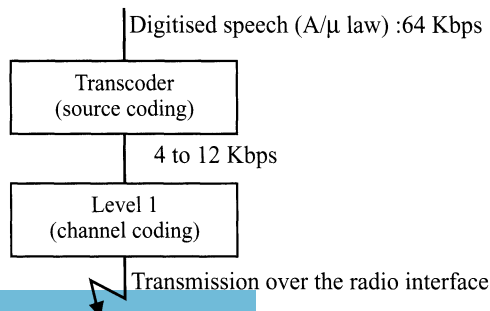 Digitised speech (A/μ law) :64 Kbps
Transcoder
(source coding)
4 to 12 Kbps
Level 1
(channel coding)
Transmission over the radio interface